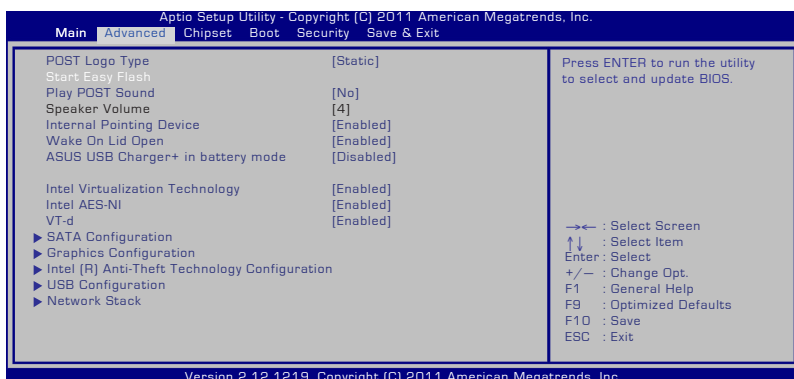 Aptio Setup Utility - Copyright (C) 2011 American Megatrends, Inc.
Main Advanced Chipset Boot Security Save & Exit
POST Logo Type [Static]
Start Easy Flash
Play POST Sound [No]
Speaker Volume [4]
Internal Pointing Device [Enabled]
Wake On Lid Open [Enabled]
ASUS USB Charger+ in battery mode [Disabled]
Intel Virtualization Technology [Enabled]
Intel AES-NI [Enabled]
VT-d [Enabled]
SATA Configuration
Graphics Configuration
Intel (R) Anti-Theft Technology Configuration
USB Configuration
Network Stack
Press ENTER to run the utility
to select and update BIOS.
→← : Select Screen
↑↓ : Select Item
Enter : Select
+/— : Change Opt.
F1 : General Help
F9 : Optimized Defaults
F10 : Save
ESC : Exit
Version 2.12.1219. Copyright (C) 2011 American Megatrends, Inc.